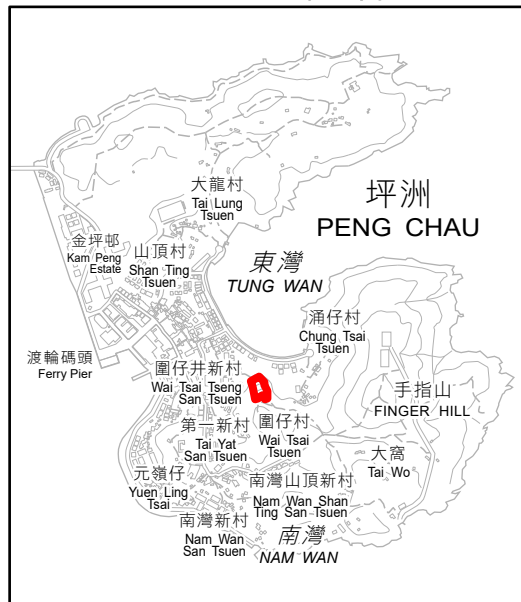 大龍村
Tai Lung
Tsuen
坪洲
PENG CHAU
金坪邨
Kam Peng
Estate
山頂村
Shan Ting
Tsuen
東灣
TUNG WAN
涌仔村
Chung Tsai
Tsuen
渡輪碼頭
Ferry Pier
圍仔井新村
Wai Tsai Tseng
San Tsuen
手指山
FINGER HILL
第一新村
Tai Yat
San Tsuen
圍仔村
Wai Tsai
Tsuen
大窩
Tai Wo
元嶺仔
Yuen Ling
Tsai
南灣山頂新村
Nam Wan Shan
Ting San Tsuen
南灣新村
Nam Wan
San Tsuen
南灣
NAM WAN